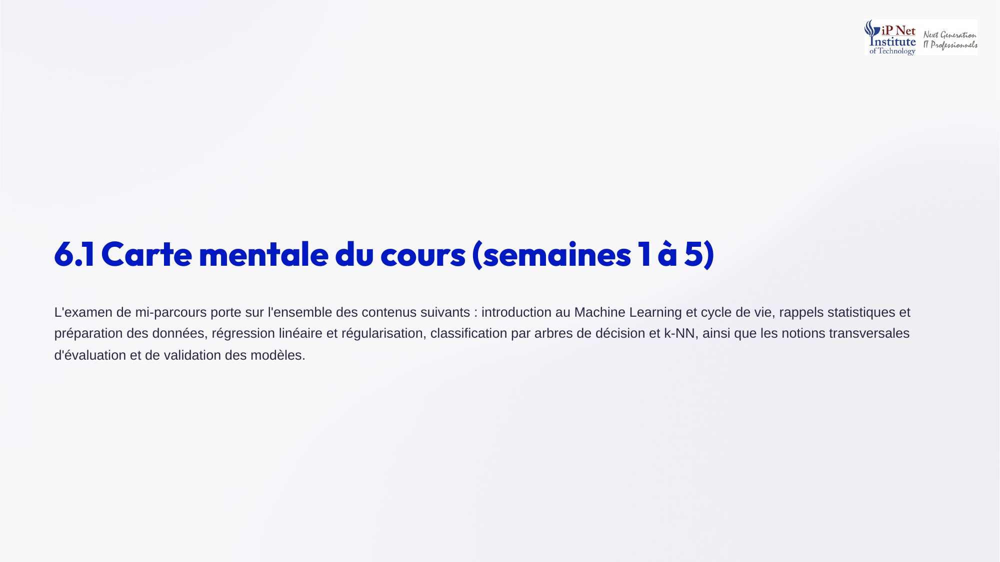 iP Net
Institute
of Technology
Next Generation
IT Professionnels
6.1 Carte mentale du cours (semaines 1 à 5)
L'examen de mi-parcours porte sur l'ensemble des contenus suivants : introduction au Machine Learning et cycle de vie, rappels statistiques et
préparation des données, régression linéaire et régularisation, classification par arbres de décision et k-NN, ainsi que les notions transversales
d'évaluation et de validation des modèles.